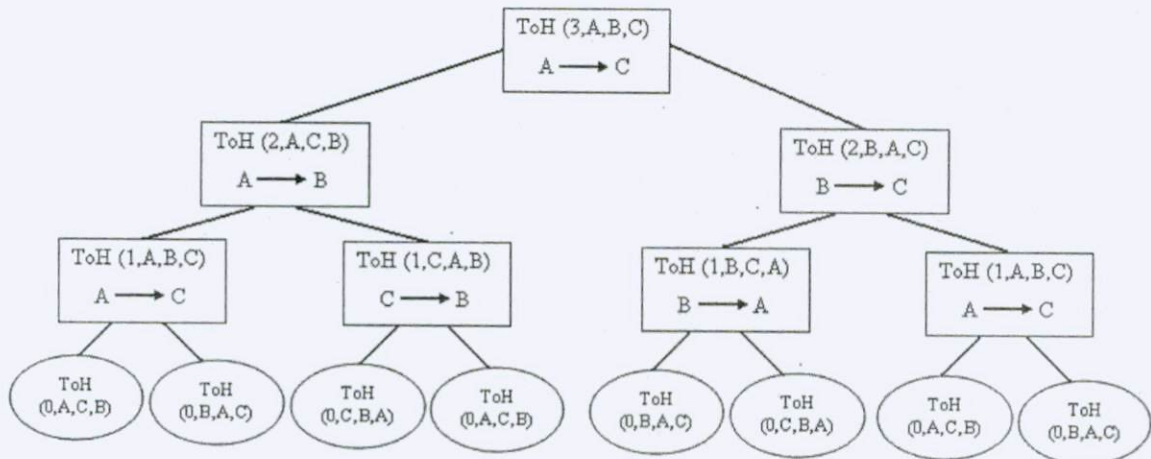 ToH (3,A,B,C)
A → C
ToH (2,A,C,B)
A → B
ToH (2,B,A,C)
B → C
ToH (1,A,B,C)
A → C
ToH (1,C,A,B)
C → B
ToH (1,B,C,A)
B → A
ToH (1,A,B,C)
A → C
ToH
(0,A,C,B)
ToH
(0,B,A,C)
ToH
(0,C,B,A)
ToH
(0,A,C,B)
ToH
(0,B,A,C)
ToH
(0,C,B,A)
ToH
(0,A,C,B)
ToH
(0,B,A,C)